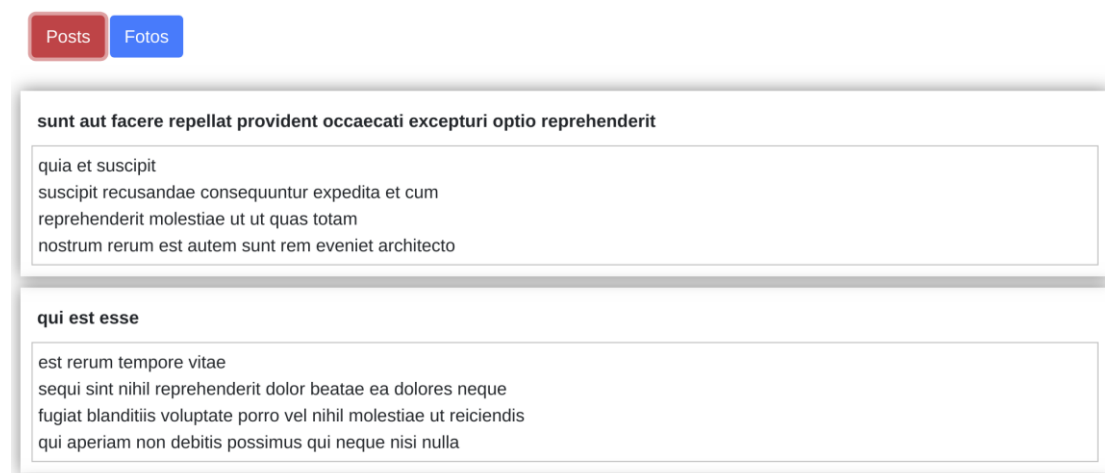 Posts Fotos
sunt aut facere repellat provident occaecati excepturi optio reprehenderit
quia et suscipit
suscipit recusandae consequuntur expedita et cum
reprehenderit molestiae ut ut quas totam
nostrum rerum est autem sunt rem eveniet architecto
qui est esse
est rerum tempore vitae
sequi sint nihil reprehenderit dolor beatae ea dolores neque
fugiat blanditiis voluptate porro vel nihil molestiae ut reiciendis
qui aperiam non debitis possimus qui neque nisi nulla